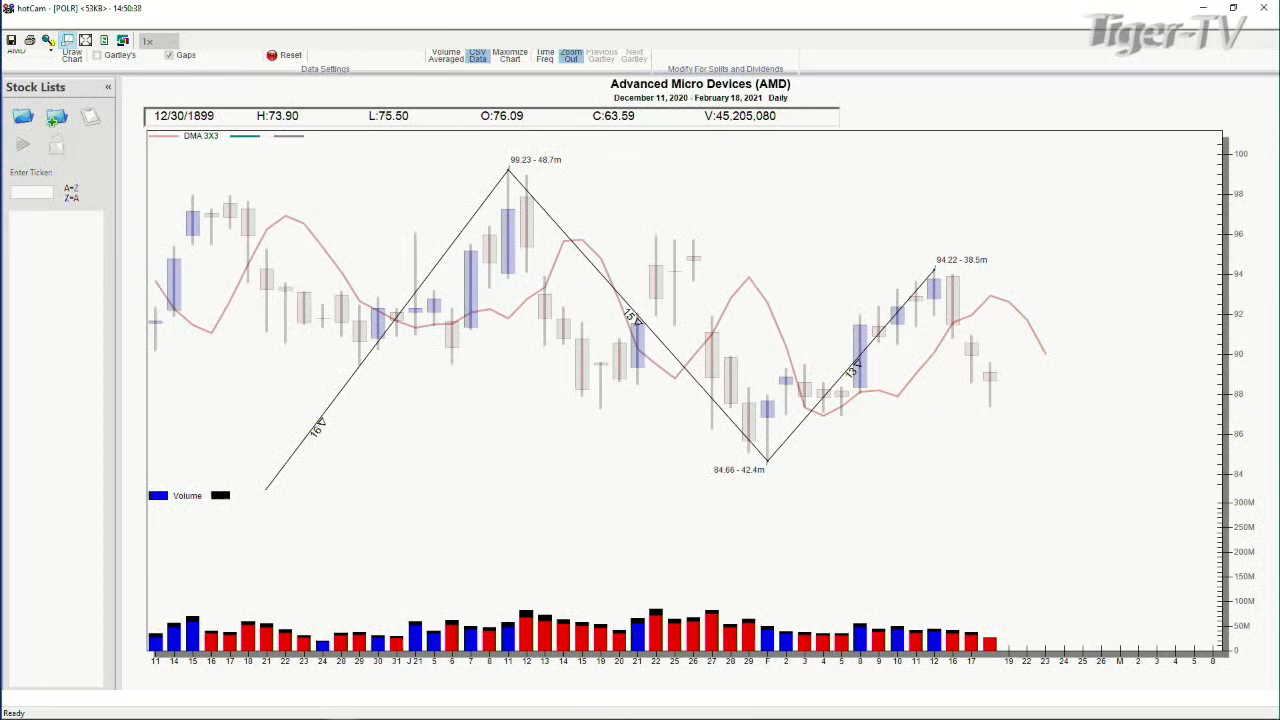 hotCam - [POLR] <53KB> - 14:50:38
Tiger-TV
1x
AMD
Draw Chart
Gartley's
Gaps
Reset
Volume Averaged
CSV Data
Maximize Chart
Time Freq
Zoom Out
Previous Gartley
Next Gartley
Data Settings
Modify For Splits and Dividends
Stock Lists «
Enter Ticker:
A=Z
Z=A
Advanced Micro Devices (AMD)
December 11, 2020 - February 18, 2021 Daily
12/30/1899 H:73.90 L:75.50 O:76.09 C:63.59 V:45,205,080
DMA 3X3
99.23 - 48.7m
94.22 - 38.5m
84.66 - 42.4m
16
15
13
100
98
96
94
92
90
88
86
84
Volume
300M
250M
200M
150M
100M
50M
0
11 14 15 16 17 18 21 22 23 24 28 29 30 31 J 21 5 6 7 8 11 12 13 14 15 19 20 21 22 25 26 27 28 29 1 2 3 4 5 8 9 10 11 12 16 17 19 22 23 24 25 26 M 2 3 4 5 8
Ready